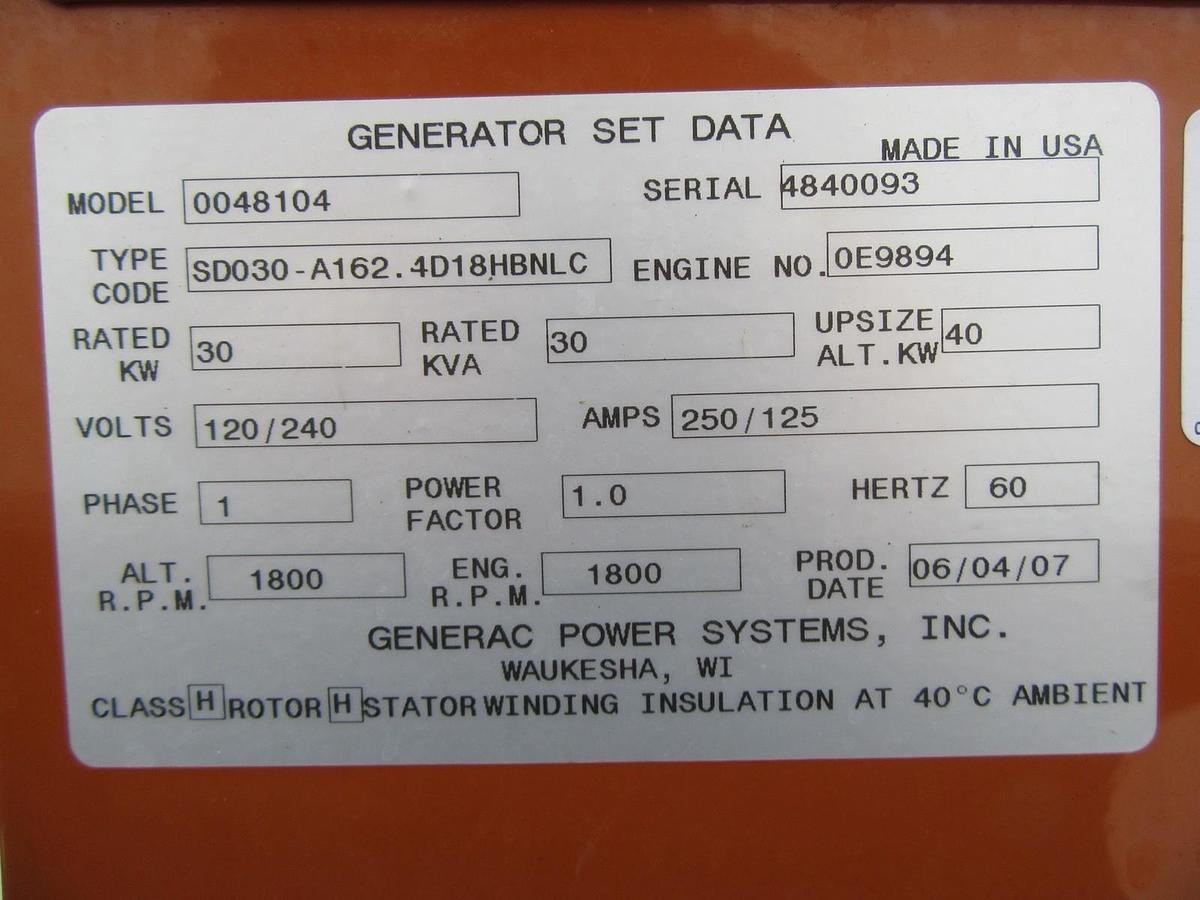 GENERATOR SET DATA
MADE IN USA
MODEL 0048104 SERIAL 4840093
TYPE CODE SD030-A162.4D18HBNLC ENGINE NO. 0E9894
RATED KW 30 RATED KVA 30 UPSIZE ALT.KW 40
VOLTS 120/240 AMPS 250/125
PHASE 1 POWER FACTOR 1.0 HERTZ 60
ALT. R.P.M. 1800 ENG. R.P.M. 1800 PROD. DATE 06/04/07
GENERAC POWER SYSTEMS, INC.
WAUKESHA, WI
CLASS H ROTOR H STATOR WINDING INSULATION AT 40°C AMBIENT